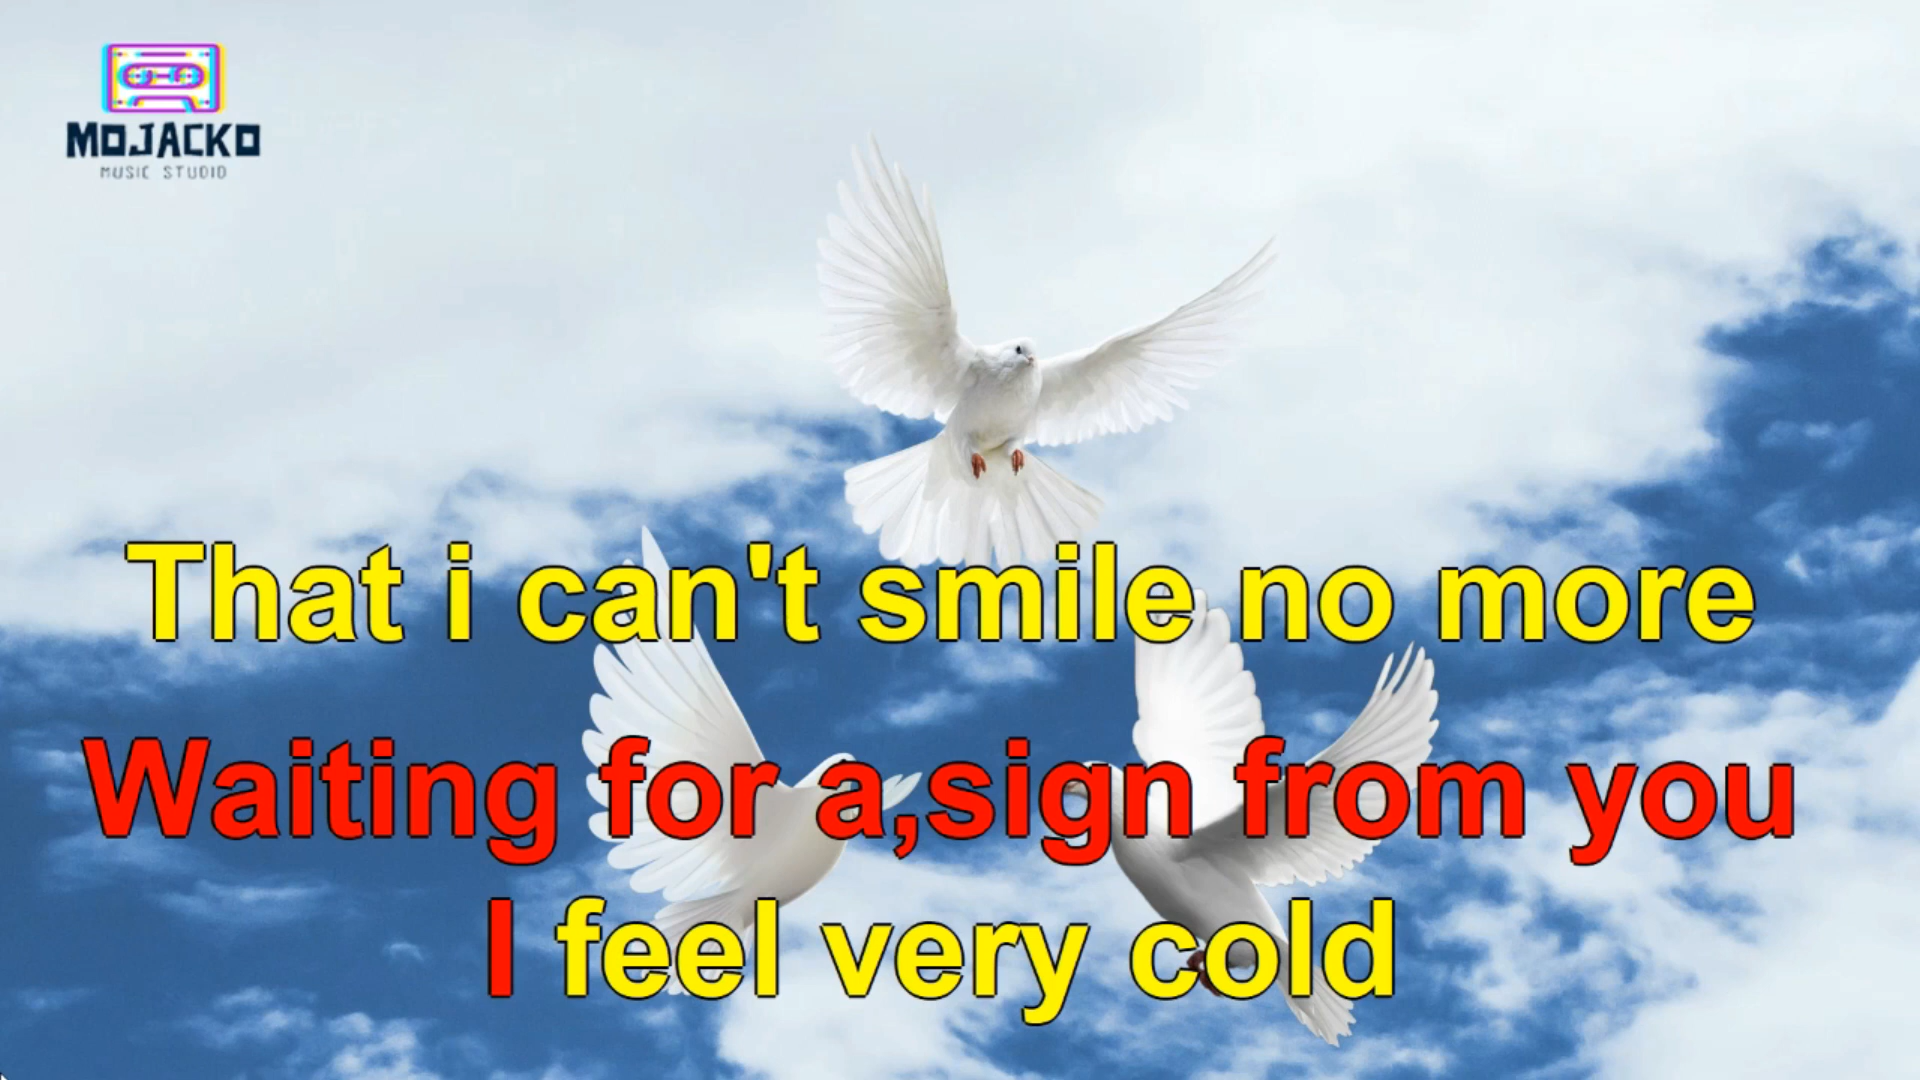 MOJACKO
MUSIC STUDIO
That i can't smile no more
Waiting for a,sign from you
I feel very cold